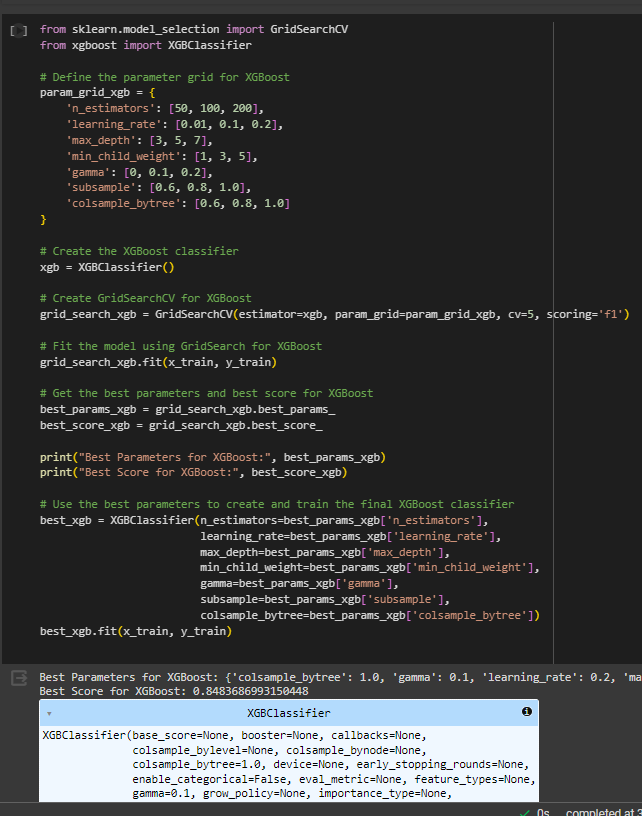 from sklearn.model_selection import GridSearchCV
from xgboost import XGBClassifier

# Define the parameter grid for XGBoost
param_grid_xgb = {
    'n_estimators': [50, 100, 200],
    'learning_rate': [0.01, 0.1, 0.2],
    'max_depth': [3, 5, 7],
    'min_child_weight': [1, 3, 5],
    'gamma': [0, 0.1, 0.2],
    'subsample': [0.6, 0.8, 1.0],
    'colsample_bytree': [0.6, 0.8, 1.0]
}

# Create the XGBoost classifier
xgb = XGBClassifier()

# Create GridSearchCV for XGBoost
grid_search_xgb = GridSearchCV(estimator=xgb, param_grid=param_grid_xgb, cv=5, scoring='f1')

# Fit the model using GridSearch for XGBoost
grid_search_xgb.fit(x_train, y_train)

# Get the best parameters and best score for XGBoost
best_params_xgb = grid_search_xgb.best_params_
best_score_xgb = grid_search_xgb.best_score_

print("Best Parameters for XGBoost:", best_params_xgb)
print("Best Score for XGBoost:", best_score_xgb)

# Use the best parameters to create and train the final XGBoost classifier
best_xgb = XGBClassifier(n_estimators=best_params_xgb['n_estimators'],
                         learning_rate=best_params_xgb['learning_rate'],
                         max_depth=best_params_xgb['max_depth'],
                         min_child_weight=best_params_xgb['min_child_weight'],
                         gamma=best_params_xgb['gamma'],
                         subsample=best_params_xgb['subsample'],
                         colsample_bytree=best_params_xgb['colsample_bytree'])
best_xgb.fit(x_train, y_train)

Best Parameters for XGBoost: {'colsample_bytree': 1.0, 'gamma': 0.1, 'learning_rate': 0.2, 'ma
Best Score for XGBoost: 0.8483686993150448
XGBClassifier
XGBClassifier(base_score=None, booster=None, callbacks=None,
              colsample_bylevel=None, colsample_bynode=None,
              colsample_bytree=1.0, device=None, early_stopping_rounds=None,
              enable_categorical=False, eval_metric=None, feature_types=None,
              gamma=0.1, grow_policy=None, importance_type=None,
0s completed at 3